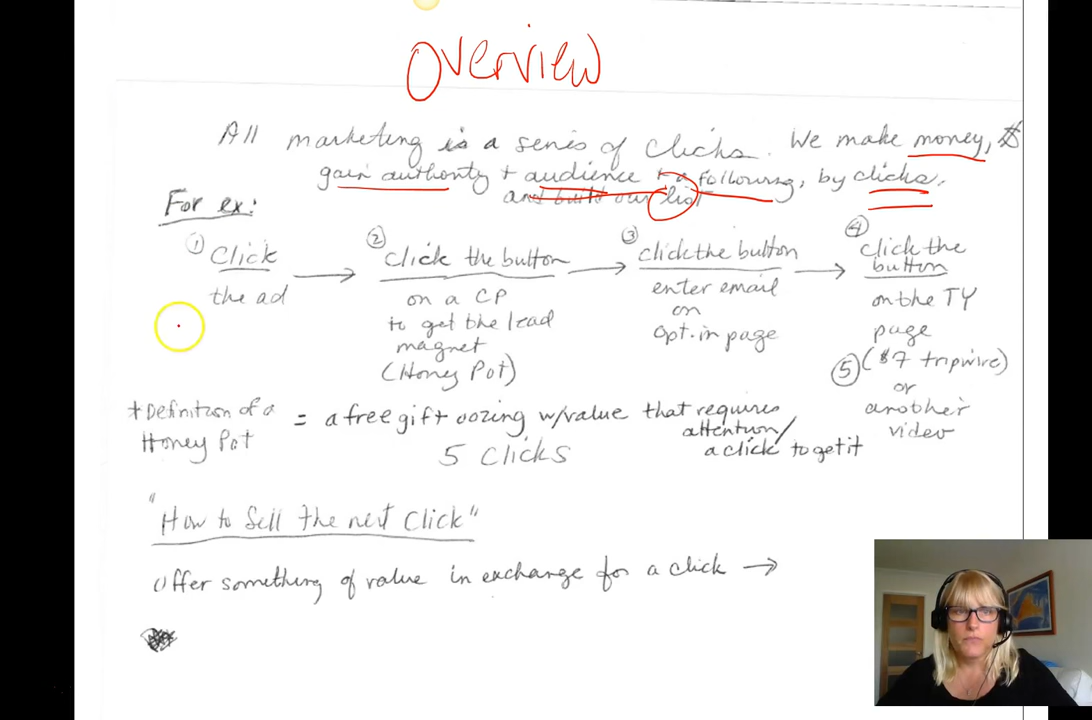 Overview
All marketing is a series of clicks. We make money, $
gain authority + audience + a following, by clicks.
and built our list
For ex:
① Click
the ad
② Click the button
on a CP
to get the lead
magnet
(Honey Pot)
③ click the button
enter email
on
Opt-in page
④ click the
button
on the TY
page
⑤ ($7 tripwire)
or
another
video
+ Definition of a
Honey Pot
= a free gift oozing w/value that requires
attention/
a click to get it
5 Clicks
"How to Sell the next Click"
Offer something of value in exchange for a click →